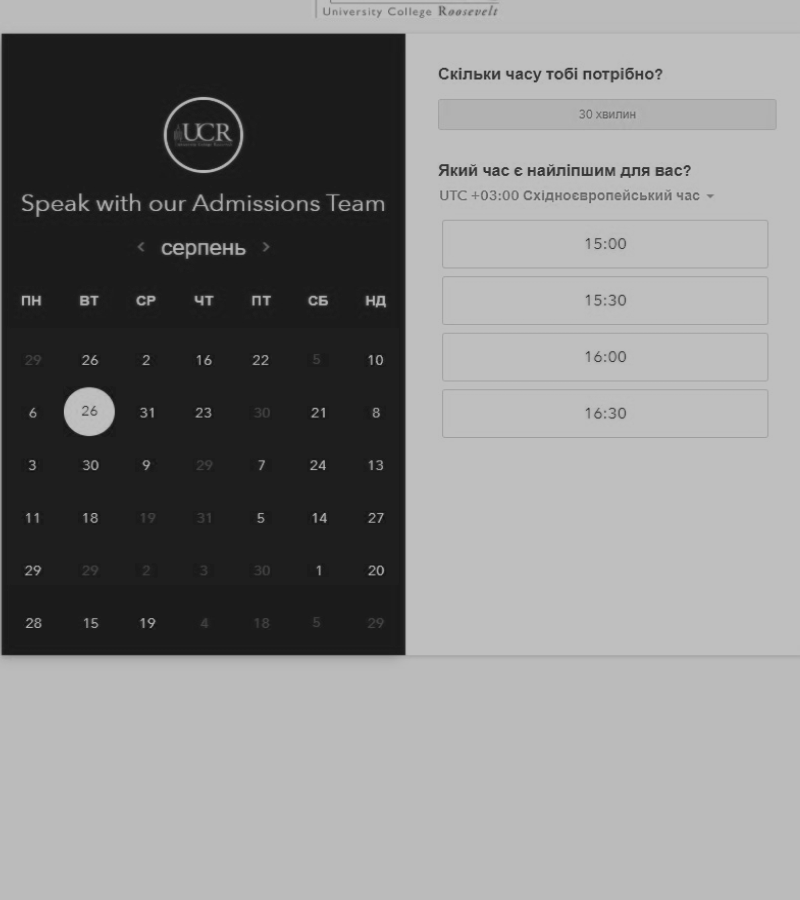 University College Roosevelt
UCR
Speak with our Admissions Team
< серпень >
ПН ВТ СР ЧТ ПТ СБ НД
29 26 2 16 22 5 10
6 26 31 23 30 21 8
3 30 9 29 7 24 13
11 18 19 31 5 14 27
29 29 2 3 30 1 20
28 15 19 4 18 5 29
Скільки часу тобі потрібно?
30 хвилин
Який час є найліпшим для вас?
UTC +03:00 Східноєвропейський час
15:00
15:30
16:00
16:30